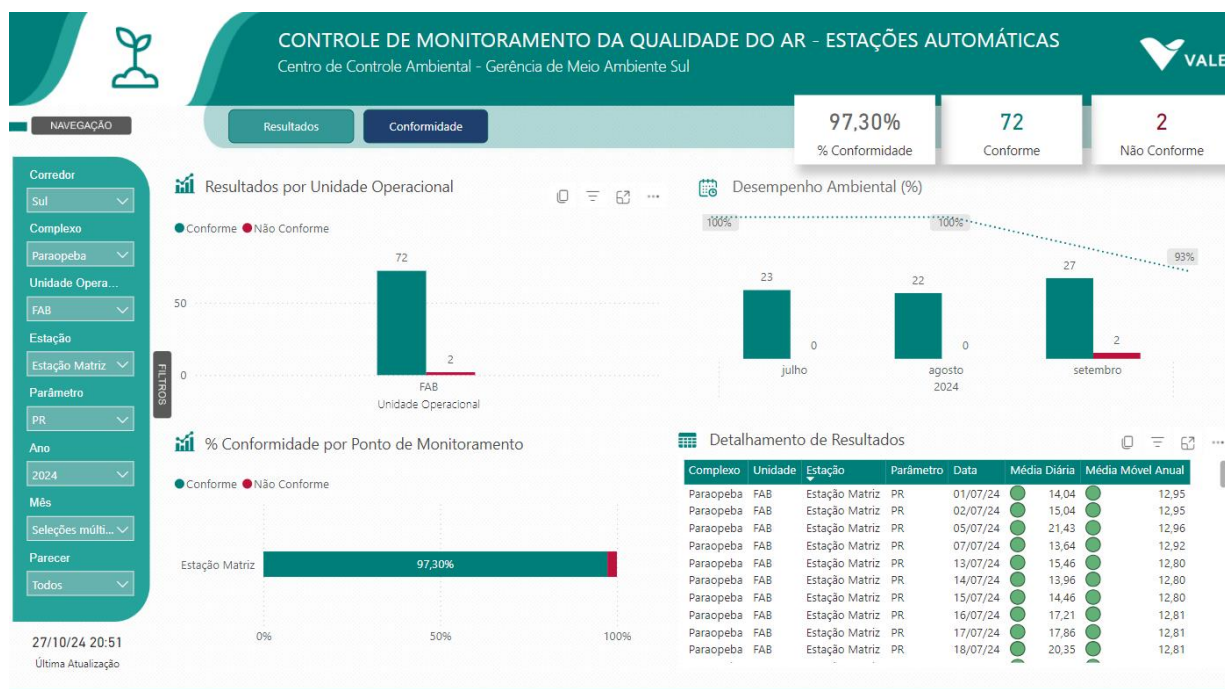 CONTROLE DE MONITORAMENTO DA QUALIDADE DO AR - ESTAÇÕES AUTOMÁTICAS
Centro de Controle Ambiental - Gerência de Meio Ambiente Sul
VALE
NAVEGAÇÃO
Resultados
Conformidade
97,30%
% Conformidade
72
Conforme
2
Não Conforme
Corredor
Sul
Complexo
Paraopeba
Unidade Opera...
FAB
Estação
Estação Matriz
Parâmetro
PR
Ano
2024
Mês
Seleções múlti...
Parecer
Todos
27/10/24 20:51
Última Atualização
FILTROS
Resultados por Unidade Operacional
Conforme Não Conforme
72
50
2
0
FAB
Unidade Operacional
Desempenho Ambiental (%)
100% 100%
93%
23 22 27
0 0 2
julho agosto setembro
2024
% Conformidade por Ponto de Monitoramento
Conforme Não Conforme
Estação Matriz 97,30%
0% 50% 100%
Detalhamento de Resultados
Complexo Unidade Estação Parâmetro Data Média Diária Média Móvel Anual
Paraopeba FAB Estação Matriz PR 01/07/24 14,04 12,95
Paraopeba FAB Estação Matriz PR 02/07/24 15,04 12,95
Paraopeba FAB Estação Matriz PR 05/07/24 21,43 12,96
Paraopeba FAB Estação Matriz PR 07/07/24 13,64 12,92
Paraopeba FAB Estação Matriz PR 13/07/24 15,46 12,80
Paraopeba FAB Estação Matriz PR 14/07/24 13,96 12,80
Paraopeba FAB Estação Matriz PR 15/07/24 14,46 12,80
Paraopeba FAB Estação Matriz PR 16/07/24 17,21 12,81
Paraopeba FAB Estação Matriz PR 17/07/24 17,86 12,81
Paraopeba FAB Estação Matriz PR 18/07/24 20,35 12,81